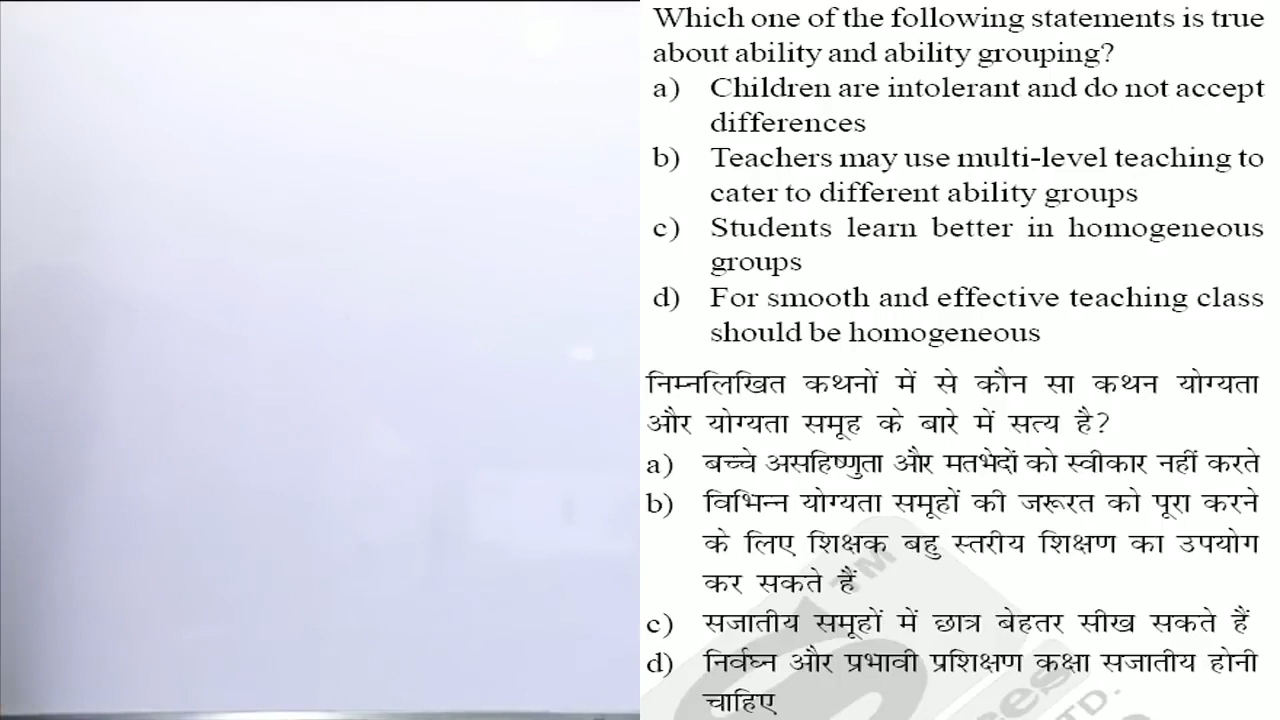 Which one of the following statements is true
about ability and ability grouping?
a) Children are intolerant and do not accept
differences
b) Teachers may use multi-level teaching to
cater to different ability groups
c) Students learn better in homogeneous
groups
d) For smooth and effective teaching class
should be homogeneous
निम्नलिखित कथनों में से कौन सा कथन योग्यता
और योग्यता समूह के बारे में सत्य है?
a) बच्चे असहिष्णुता और मतभेदों को स्वीकार नहीं करते
b) विभिन्न योग्यता समूहों की जरूरत को पूरा करने
के लिए शिक्षक बहु स्तरीय शिक्षण का उपयोग
कर सकते हैं
TM
c) सजातीय समूहों में छात्र बेहतर सीख सकते हैं
d) निर्वघ्न और प्रभावी प्रशिक्षण कक्षा सजातीय होनी
चाहिए